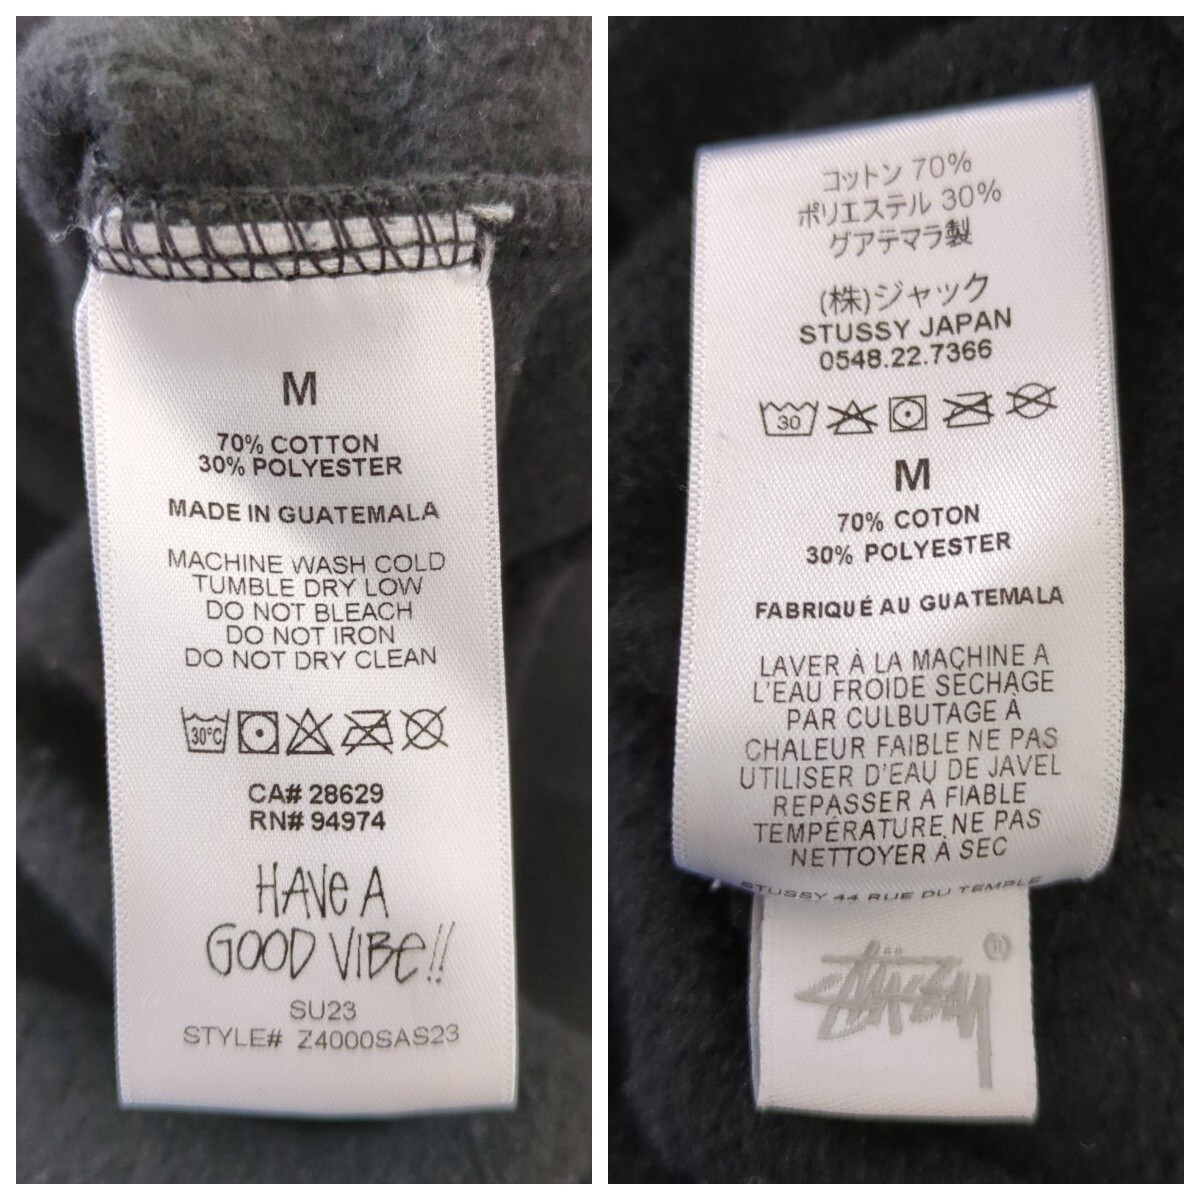 M
70% COTTON
30% POLYESTER
MADE IN GUATEMALA
MACHINE WASH COLD
TUMBLE DRY LOW
DO NOT BLEACH
DO NOT IRON
DO NOT DRY CLEAN
30°C
CA# 28629
RN# 94974
HAVE A
GOOD VIBE!!
SU23
STYLE# Z4000SAS23
コットン 70%
ポリエステル 30%
グアテマラ製
(株)ジャック
STUSSY JAPAN
0548.22.7366
30
M
70% COTON
30% POLYESTER
FABRIQUÉ AU GUATEMALA
LAVER À LA MACHINE A
L'EAU FROIDE SÉCHAGE
PAR CULBUTAGE À
CHALEUR FAIBLE NE PAS
UTILISER D'EAU DE JAVEL
REPASSER À FIABLE
TEMPÉRATURE NE PAS
NETTOYER À SEC
STUSSY 44 RUE DU TEMPLE
Stüssy ®